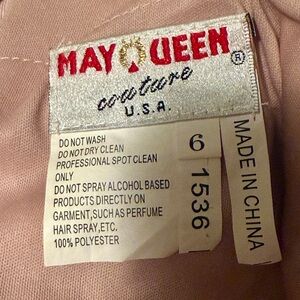 MAY QUEEN
couture
U.S.A.
®
DO NOT WASH
DO NOT DRY CLEAN
PROFESSIONAL SPOT CLEAN
ONLY
DO NOT SPRAY ALCOHOL BASED
PRODUCTS DIRECTLY ON
GARMENT,SUCH AS PERFUME
HAIR SPRAY,ETC.
100% POLYESTER
6
1536
MADE IN CHINA